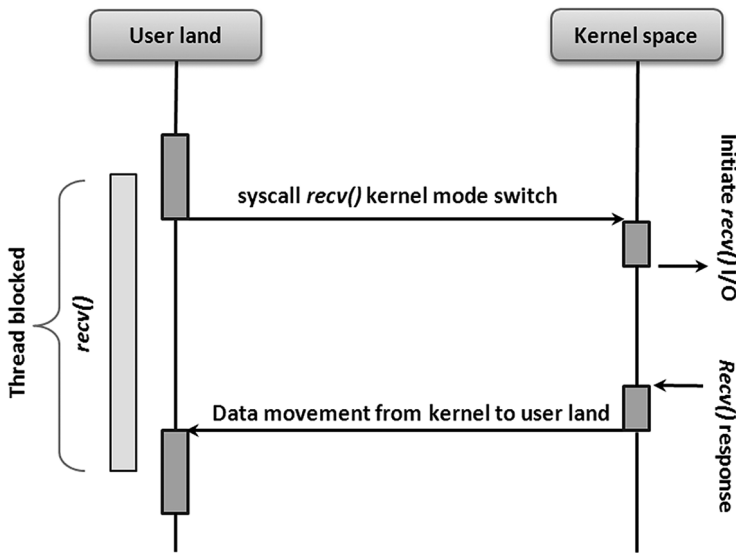 User land
Kernel space
syscall recv() kernel mode switch
Initiate recv() I/O
Thread blocked
recv()
Data movement from kernel to user land
Recv() response